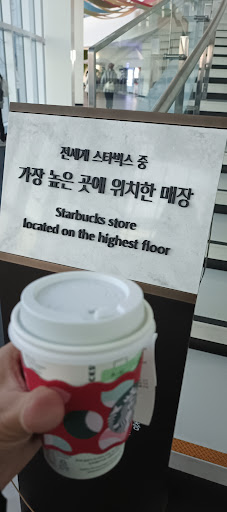 전세계 스타벅스 중
가장 높은 곳에 위치한 매장
Starbucks store
located on the highest floor